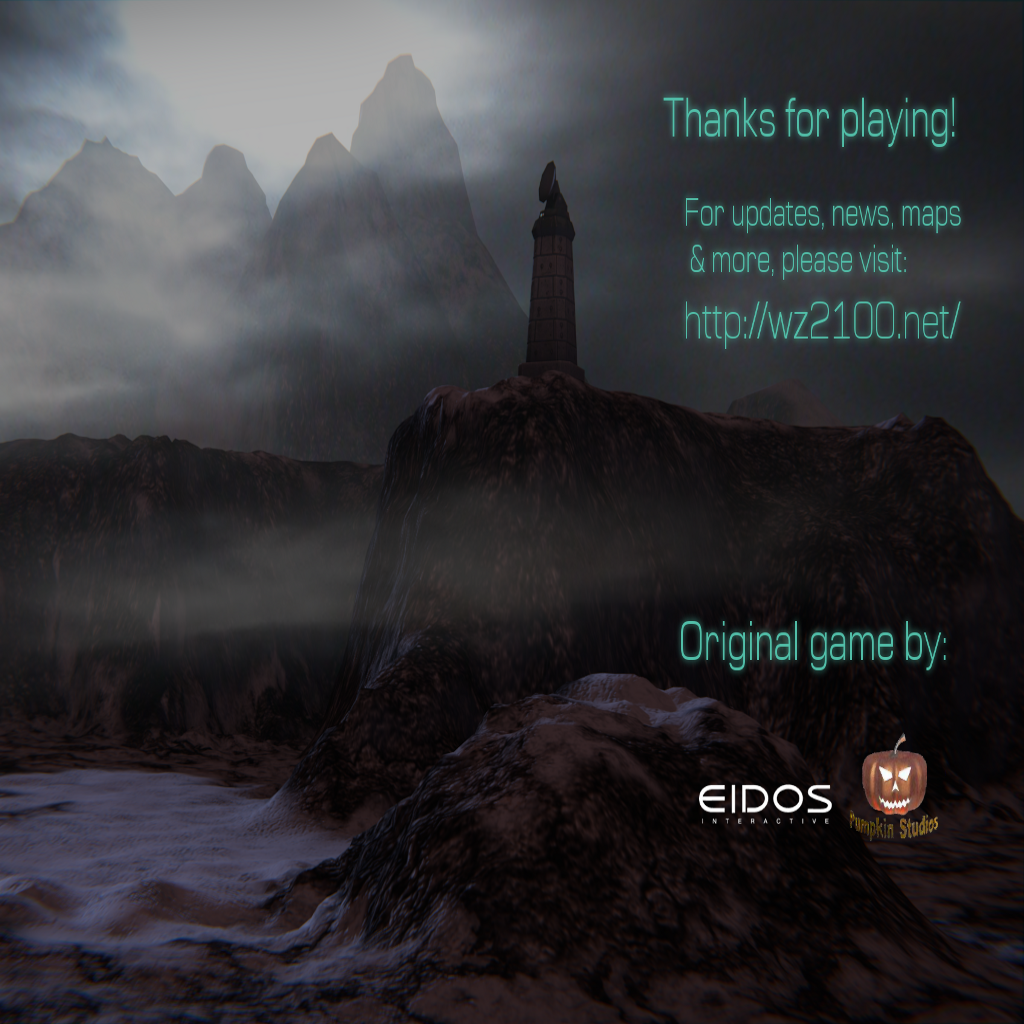 Thanks for playing!
For updates, news, maps
& more, please visit:
http://wz2100.net/
Original game by:
EIDOS
INTERACTIVE
Pumpkin Studios